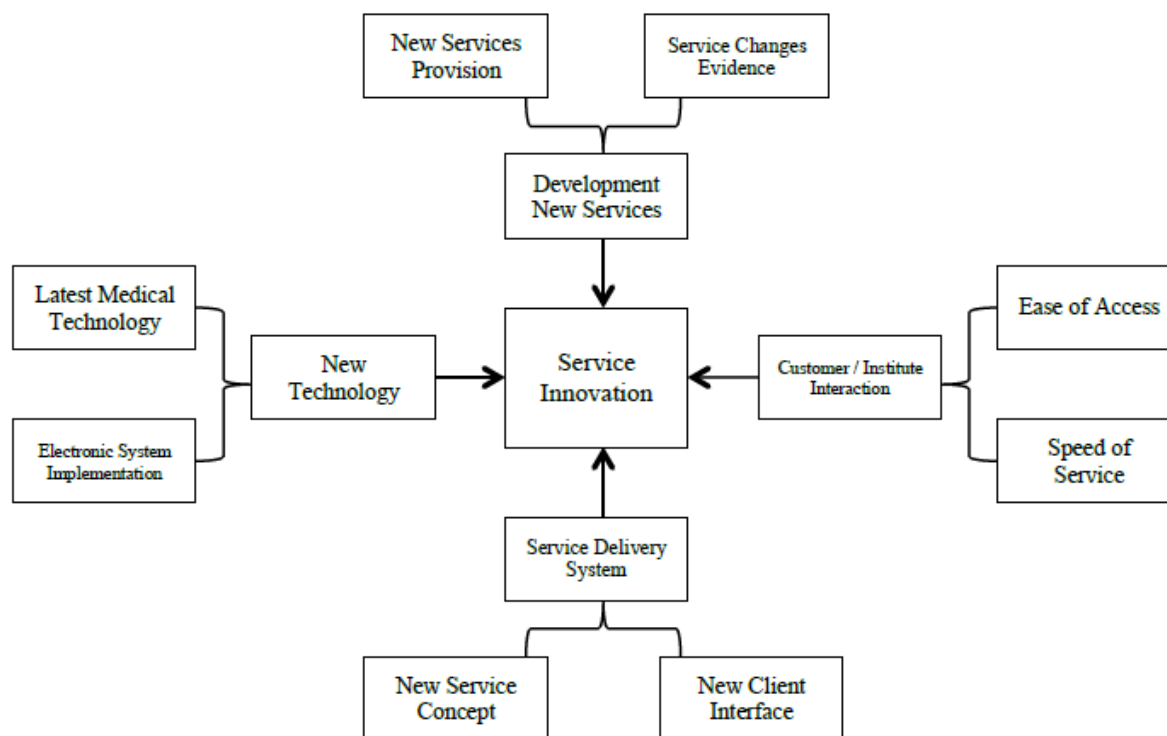 New Services
Provision
Service Changes
Evidence
Development
New Services
Latest Medical
Technology
Ease of Access
New
Technology
Service
Innovation
Customer / Institute
Interaction
Electronic System
Implementation
Speed of
Service
Service Delivery
System
New Service
Concept
New Client
Interface